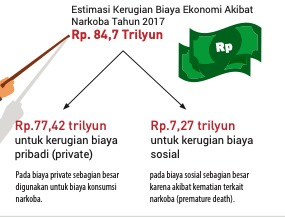 Estimasi Kerugian Biaya Ekonomi Akibat
Narkoba Tahun 2017
Rp. 84,7 Trilyun
Rp
Rp.77,42 trilyun
untuk kerugian biaya
pribadi (private)
Pada biaya private sebagian besar
digunakan untuk biaya konsumsi
narkoba.
Rp.7,27 trilyun
untuk kerugian biaya
sosial
pada biaya sosial sebagian besar
karena akibat kematian terkait
narkoba (premature death).